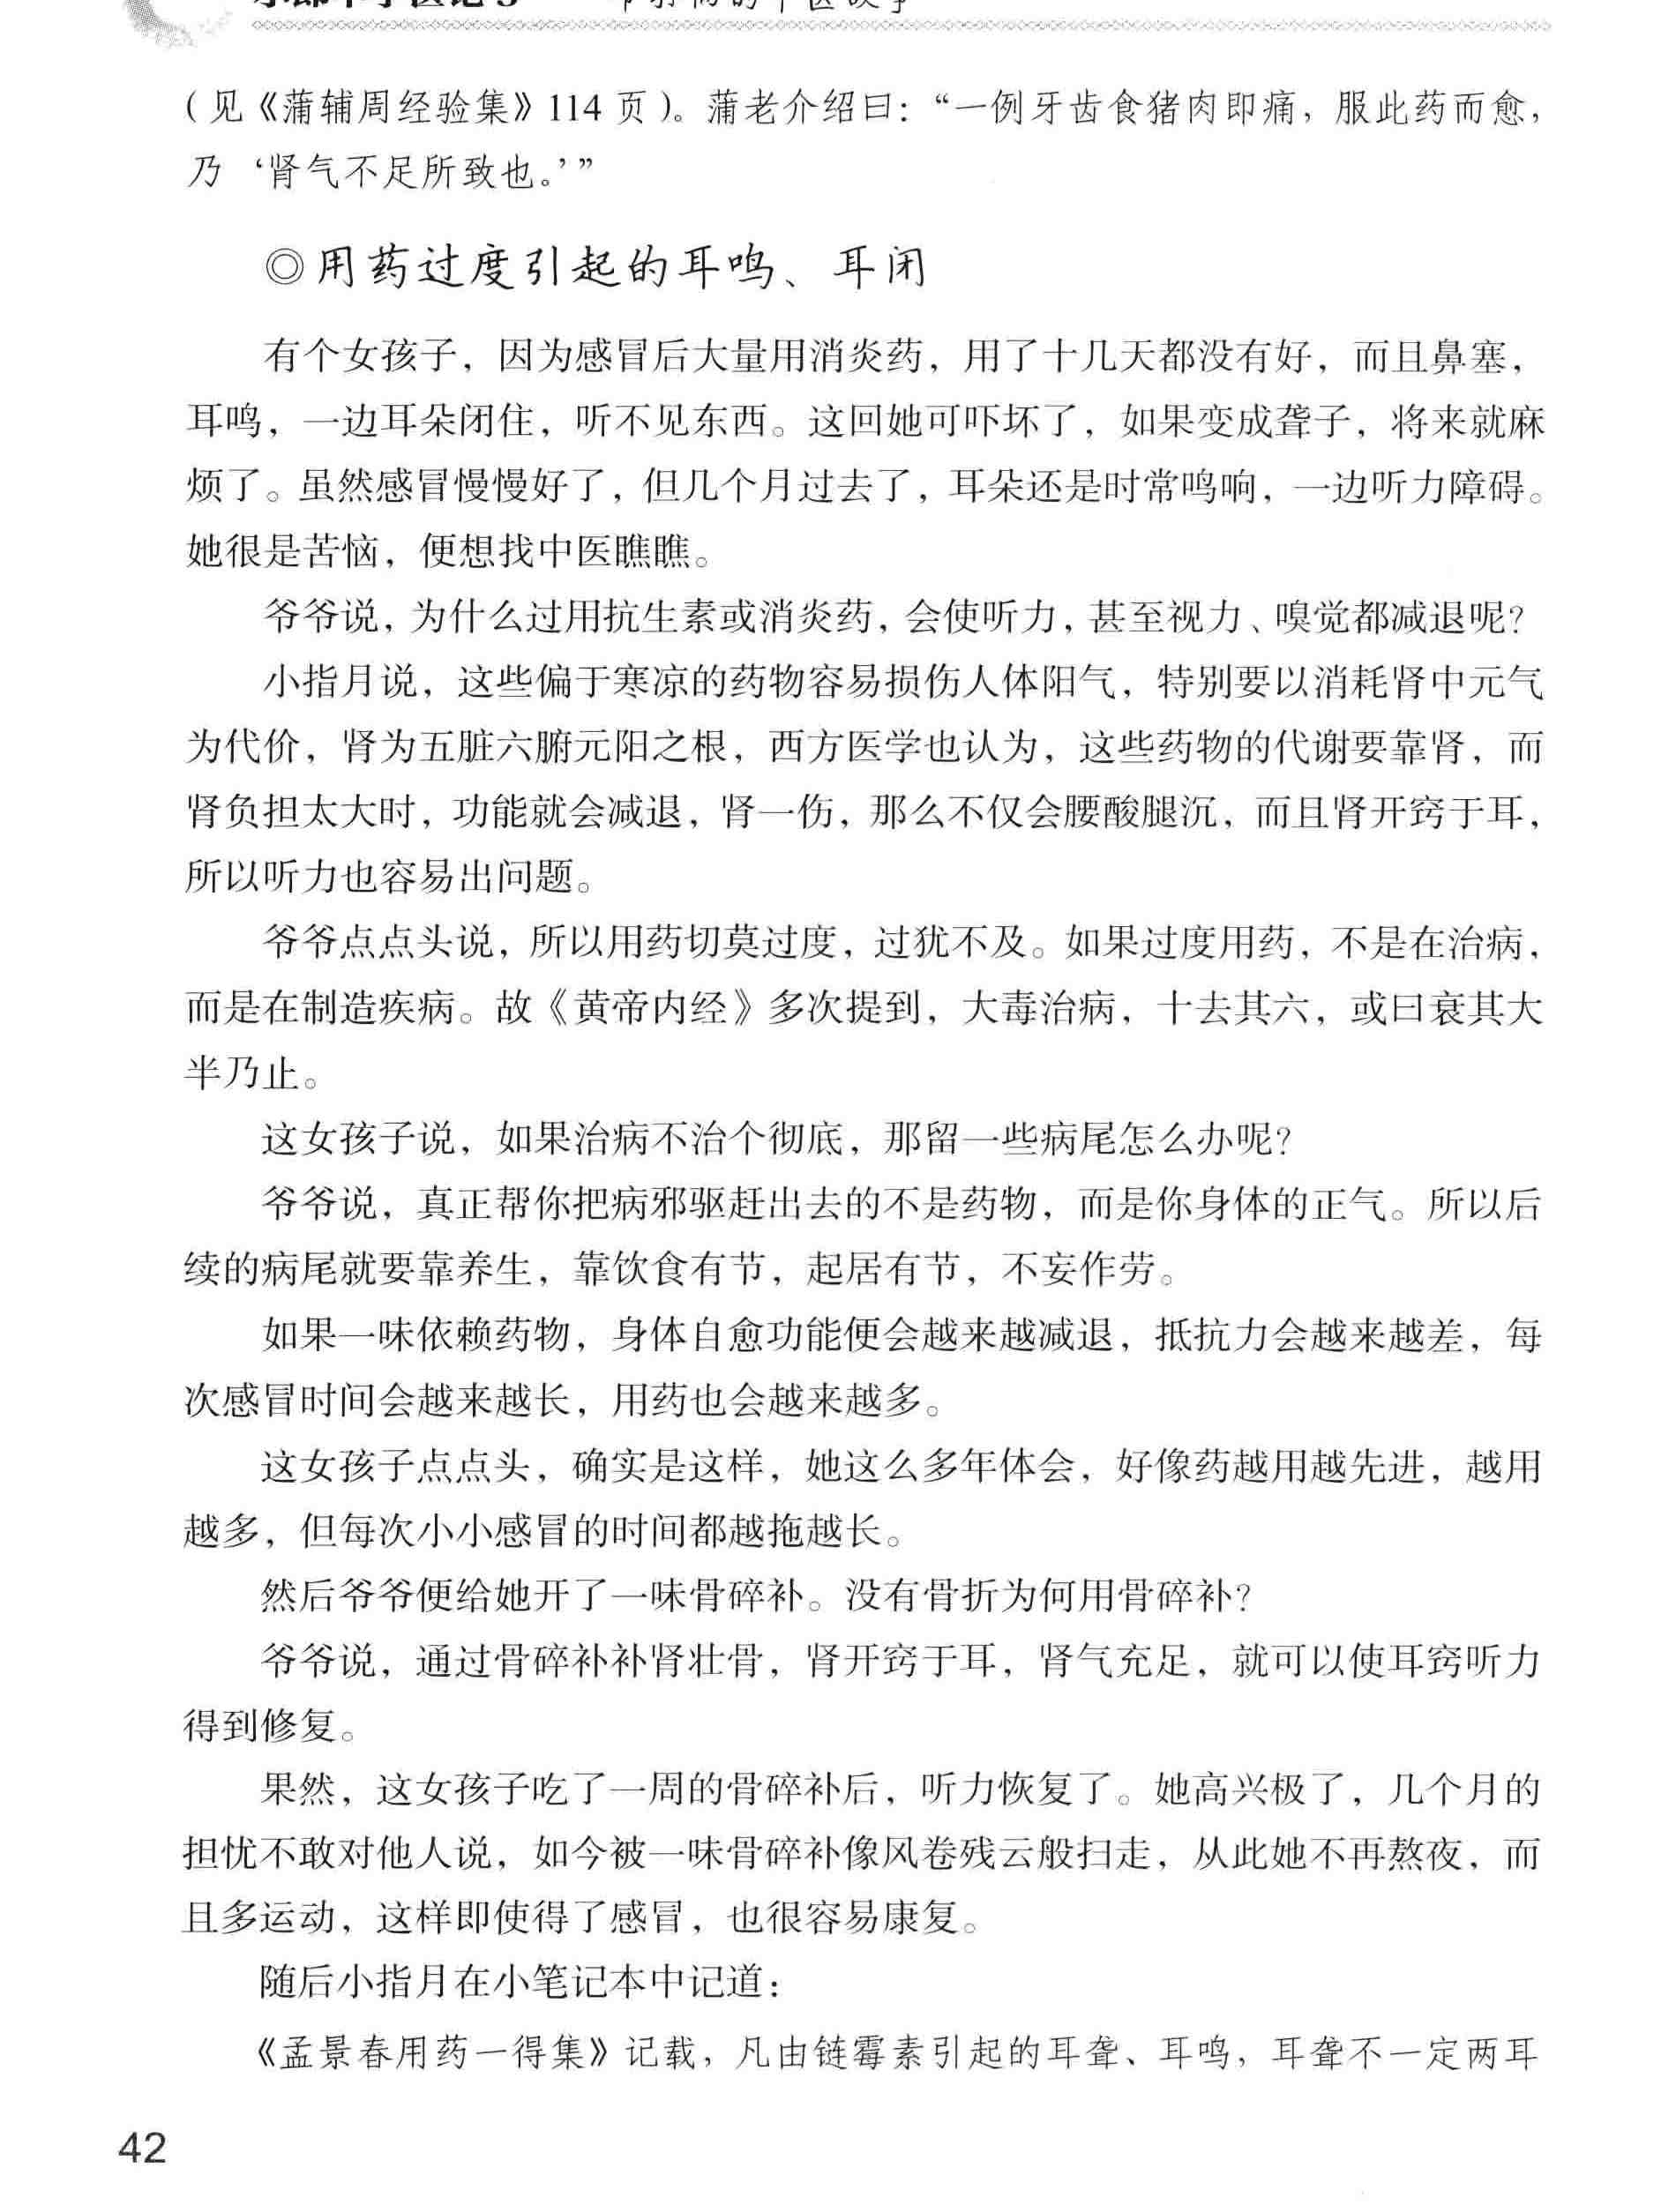 （见《蒲辅周经验集》114 页）。蒲老介绍曰：“一例牙齿食猪肉即痛，服此药而愈，
乃‘肾气不足所致也。’”
◎用药过度引起的耳鸣、耳闭
有个女孩子，因为感冒后大量用消炎药，用了十几天都没有好，而且鼻塞，
耳鸣，一边耳朵闭住，听不见东西。这回她可吓坏了，如果变成聋子，将来就麻
烦了。虽然感冒慢慢好了，但几个月过去了，耳朵还是时常鸣响，一边听力障碍。
她很是苦恼，便想找中医瞧瞧。
爷爷说，为什么过用抗生素或消炎药，会使听力，甚至视力、嗅觉都减退呢？
小指月说，这些偏于寒凉的药物容易损伤人体阳气，特别要以消耗肾中元气
为代价，肾为五脏六腑元阳之根，西方医学也认为，这些药物的代谢要靠肾，而
肾负担太大时，功能就会减退，肾一伤，那么不仅会腰酸腿沉，而且肾开窍于耳，
所以听力也容易出问题。
爷爷点点头说，所以用药切莫过度，过犹不及。如果过度用药，不是在治病，
而是在制造疾病。故《黄帝内经》多次提到，大毒治病，十去其六，或曰衰其大
半乃止。
这女孩子说，如果治病不治个彻底，那留一些病尾怎么办呢？
爷爷说，真正帮你把病邪驱赶出去的不是药物，而是你身体的正气。所以后
续的病尾就要靠养生，靠饮食有节，起居有节，不妄作劳。
如果一味依赖药物，身体自愈功能便会越来越减退，抵抗力会越来越差，每
次感冒时间会越来越长，用药也会越来越多。
这女孩子点点头，确实是这样，她这么多年体会，好像药越用越先进，越用
越多，但每次小小感冒的时间都越拖越长。
然后爷爷便给她开了一味骨碎补。没有骨折为何用骨碎补？
爷爷说，通过骨碎补补肾壮骨，肾开窍于耳，肾气充足，就可以使耳窍听力
得到修复。
果然，这女孩子吃了一周的骨碎补后，听力恢复了。她高兴极了，几个月的
担忧不敢对他人说，如今被一味骨碎补像风卷残云般扫走，从此她不再熬夜，而
且多运动，这样即使得了感冒，也很容易康复。
随后小指月在小笔记本中记道：
《孟景春用药一得集》记载，凡由链霉素引起的耳聋、耳鸣，耳聋不一定两耳
42